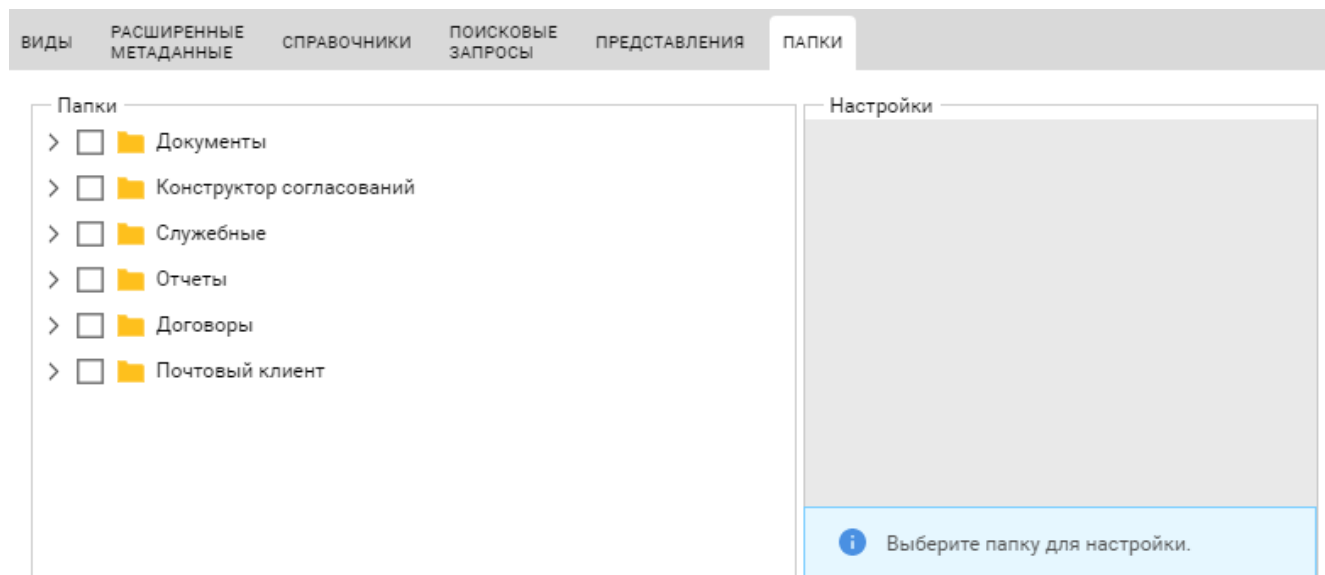 ВИДЫ
РАСШИРЕННЫЕ
МЕТАДАННЫЕ
СПРАВОЧНИКИ
ПОИСКОВЫЕ
ЗАПРОСЫ
ПРЕДСТАВЛЕНИЯ
ПАПКИ
Папки
Документы
Конструктор согласований
Служебные
Отчеты
Договоры
Почтовый клиент
Настройки
Выберите папку для настройки.